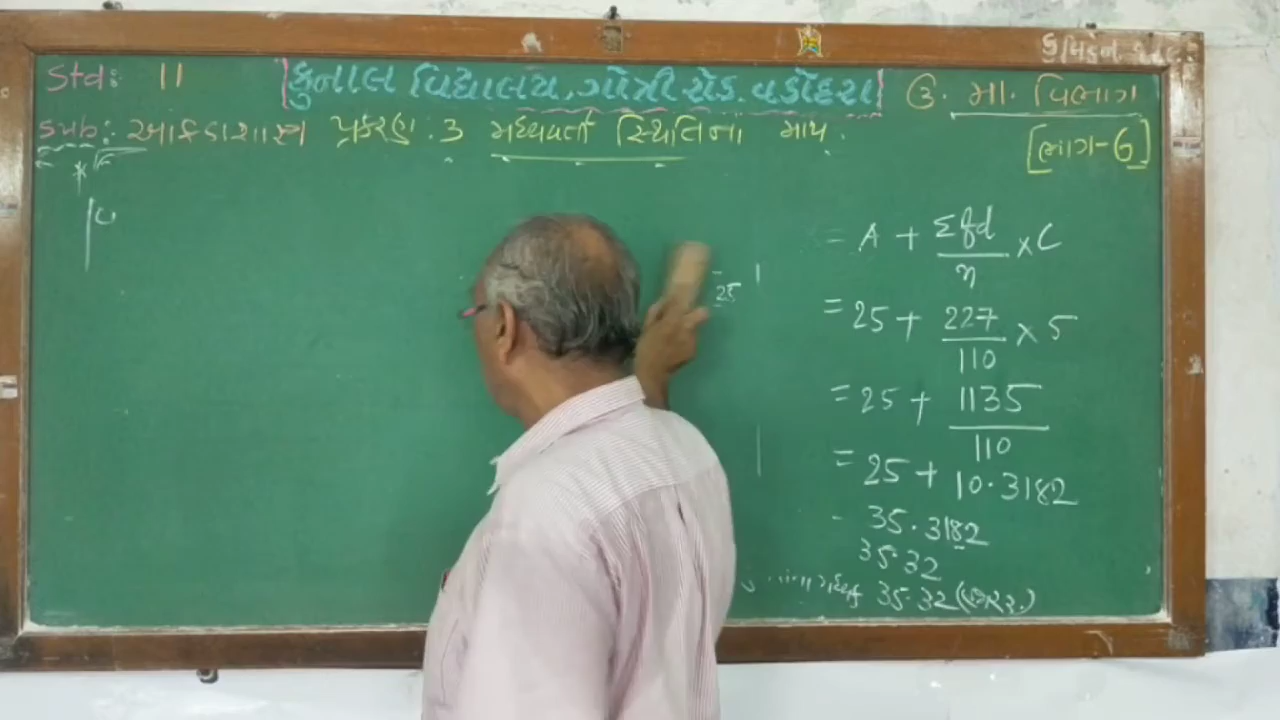 Std: 11 કુનાલ વિદ્યાલય, ગોત્રી રોડ. વડોદરા ઉ. મા. વિભાગ
Sub: આંકડાશાસ્ત્ર પ્રકરણ. 3 મધ્યવર્તી સ્થિતિના માપ. [ભાગ-6]
= A + Σfd/n × C
25
= 25 + 227/110 × 5
= 25 + 1135/110
= 25 + 10.3182
- 35.3182
35.32
35.32